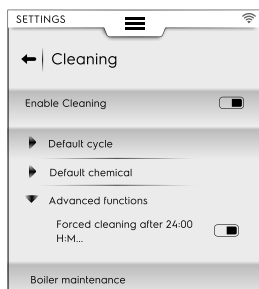 SETTINGS
Cleaning
Enable Cleaning
Default cycle
Default chemical
Advanced functions
Forced cleaning after 24:00
H:M...
Boiler maintenance